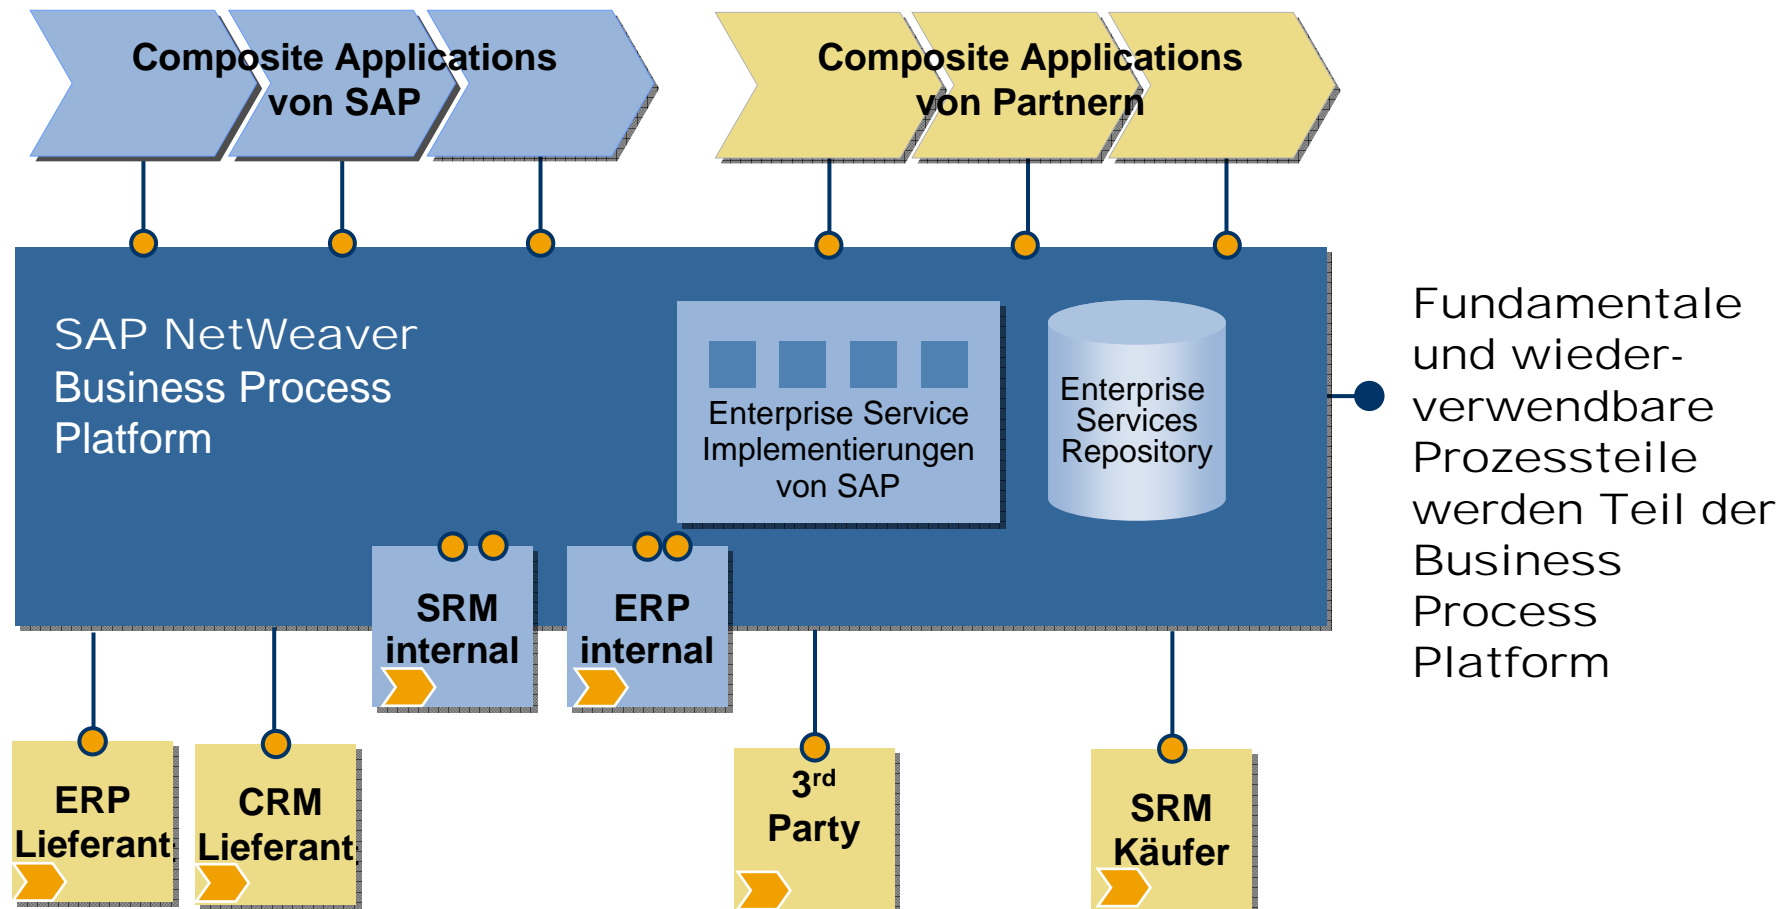 Composite Applications
von SAP
Composite Applications
von Partnern
SAP NetWeaver
Business Process
Platform
Enterprise Service
Implementierungen
von SAP
Enterprise
Services
Repository
Fundamentale
und wieder-
verwendbare
Prozessteile
werden Teil der
Business
Process
Platform
SRM
internal
ERP
internal
ERP
Lieferant
CRM
Lieferant
3rd
Party
SRM
Käufer